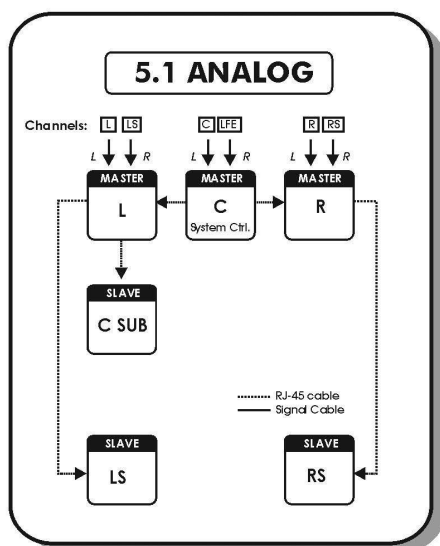 5.1 ANALOG
Channels: L LS C LFE R RS
L R L R L R
MASTER MASTER MASTER
L C R
System Ctrl.
SLAVE
C SUB
RJ-45 cable
Signal Cable
SLAVE SLAVE
LS RS